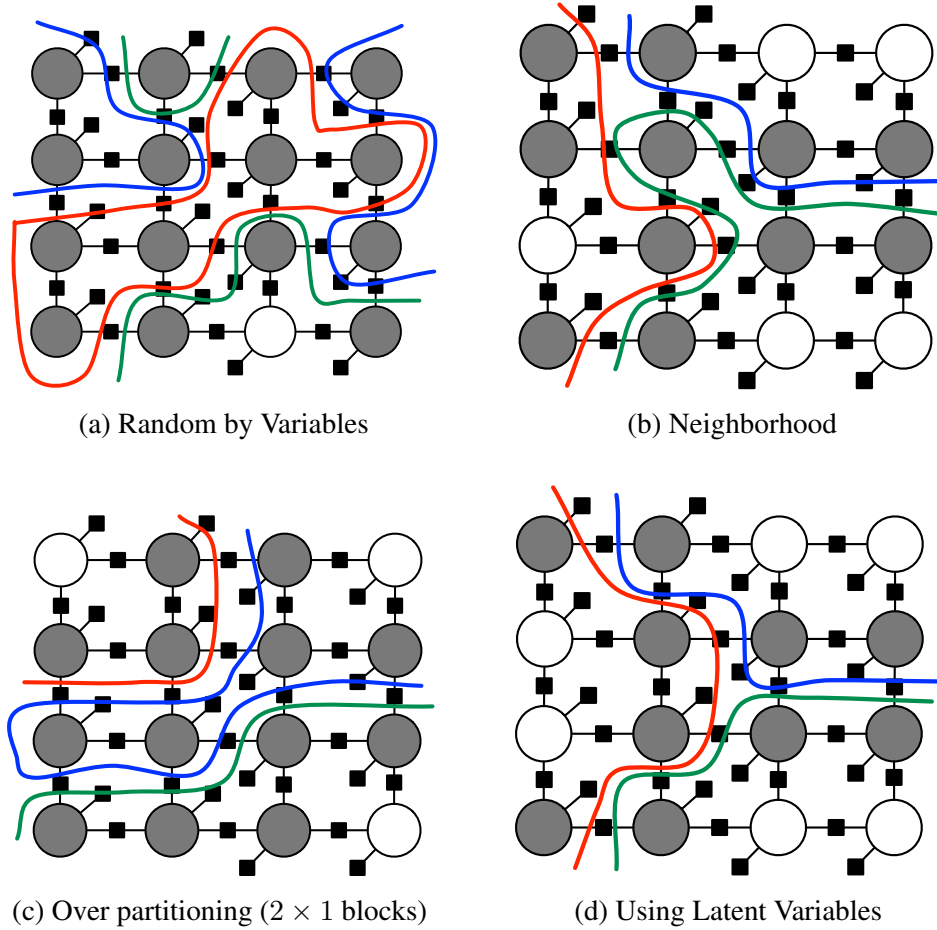 (a) Random by Variables
(b) Neighborhood
(c) Over partitioning (2 × 1 blocks)
(d) Using Latent Variables